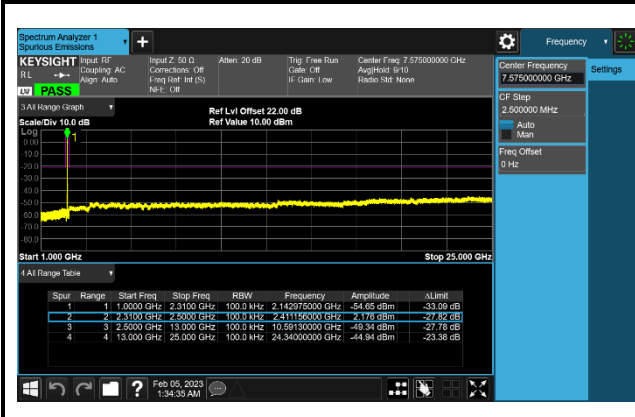 Spectrum Analyzer 1
Spurious Emissions
+
Frequency
KEYSIGHT Input: RF Input Z: 50 Ω Atten: 20 dB Trig: Free Run Center Freq: 7.575000000 GHz
RL Coupling: AC Corrections: Off Gate: Off Avg|Hold: 9/10
Align: Auto Freq Ref: Int (S) IF Gain: Low Radio Std: None
LV PASS NFE: Off
Center Frequency
7.575000000 GHz
Settings
CF Step
2.500000 MHz
Auto
Man
Freq Offset
0 Hz
3 All Range Graph
Ref Lvl Offset 22.00 dB
Scale/Div 10.0 dB Ref Value 10.00 dBm
Log
1
0.00
-10.0
-20.0
-30.0
-40.0
-50.0
-60.0
-70.0
-80.0
Start 1.000 GHz Stop 25.000 GHz
4 All Range Table
Spur Range Start Freq Stop Freq RBW Frequency Amplitude ΔLimit
1 1 1.0000 GHz 2.3100 GHz 100.0 kHz 2.142975000 GHz -54.65 dBm -33.09 dB
2 2 2.3100 GHz 2.5000 GHz 100.0 kHz 2.411156000 GHz 2.176 dBm -27.82 dB
3 3 2.5000 GHz 13.000 GHz 100.0 kHz 10.59130000 GHz -49.34 dBm -27.78 dB
4 4 13.000 GHz 25.000 GHz 100.0 kHz 24.34000000 GHz -44.94 dBm -23.38 dB
? Feb 05, 2023
1:34:35 AM